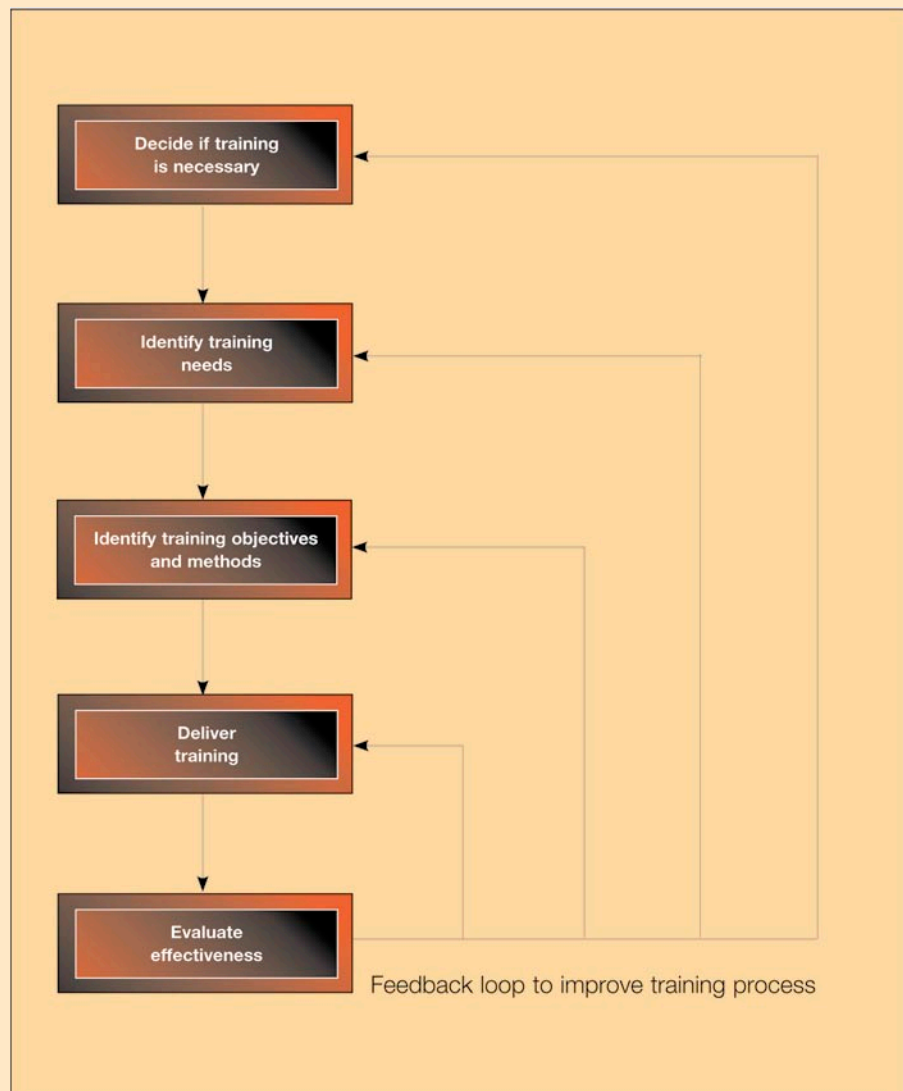 Decide if training
is necessary
Identify training
needs
Identify training objectives
and methods
Deliver
training
Evaluate
effectiveness
Feedback loop to improve training process